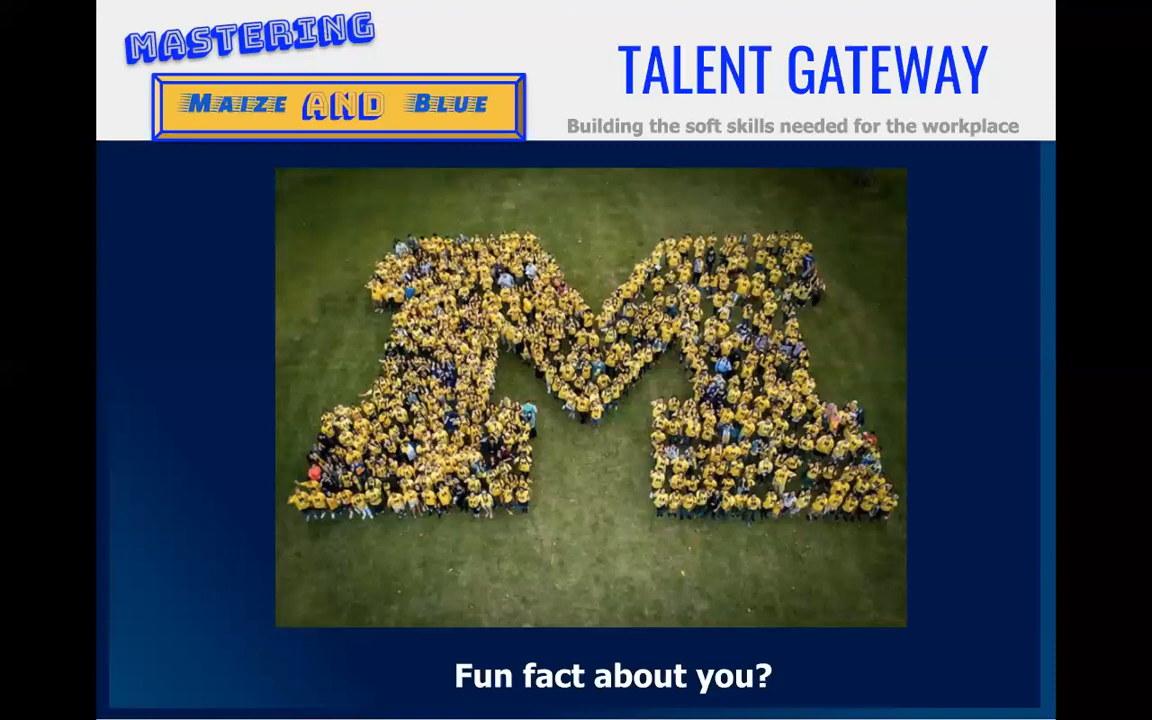 MASTERING
MAIZE AND BLUE
TALENT GATEWAY
Building the soft skills needed for the workplace
Fun fact about you?